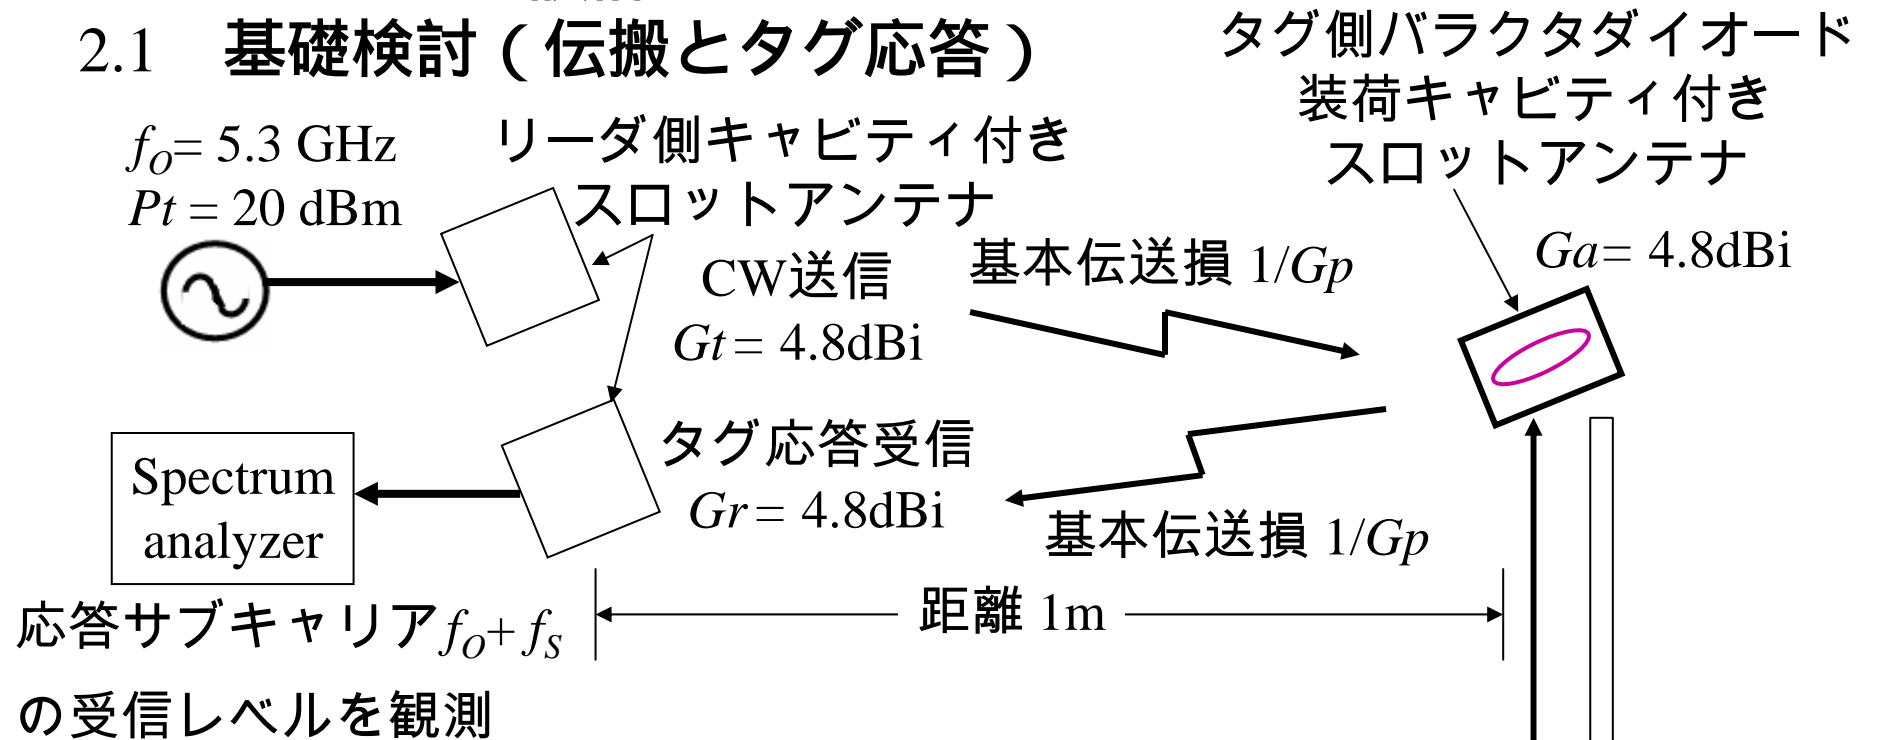 2.1 基礎検討（伝搬とタグ応答）
タグ側バラクタダイオード
装荷キャビティ付き
スロットアンテナ
fO= 5.3 GHz
Pt = 20 dBm
リーダ側キャビティ付き
スロットアンテナ
CW送信
Gt = 4.8dBi
基本伝送損 1/Gp
Ga= 4.8dBi
タグ応答受信
Gr = 4.8dBi
基本伝送損 1/Gp
Spectrum
analyzer
距離 1m
応答サブキャリアfO+ fS
の受信レベルを観測